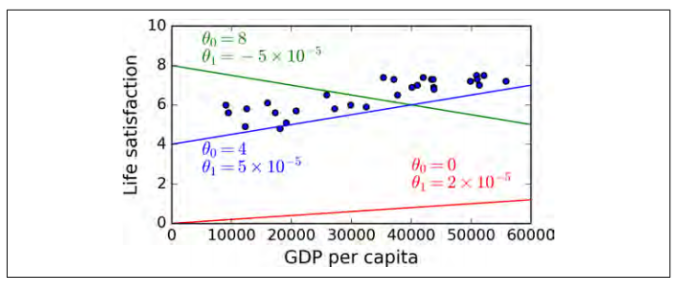 10
θ₀ = 8
θ₁ = − 5 × 10⁻⁵
8
6
4
θ₀ = 4
θ₁ = 5 × 10⁻⁵
θ₀ = 0
θ₁ = 2 × 10⁻⁵
2
0
Life satisfaction
0 10000 20000 30000 40000 50000 60000
GDP per capita